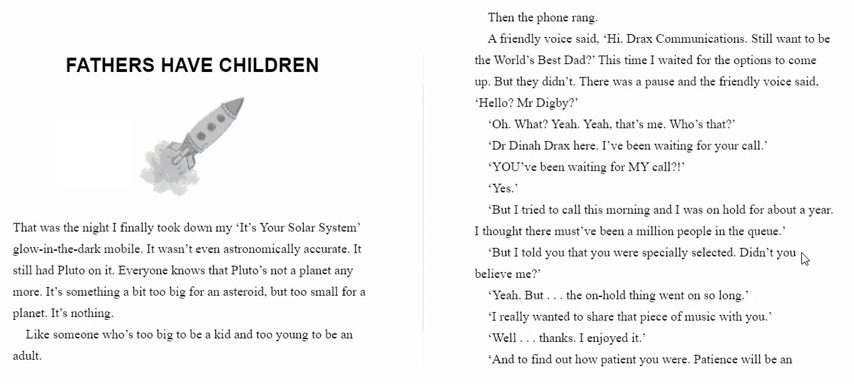 FATHERS HAVE CHILDREN
That was the night I finally took down my ‘It’s Your Solar System’
glow-in-the-dark mobile. It wasn’t even astronomically accurate. It
still had Pluto on it. Everyone knows that Pluto’s not a planet any
more. It’s something a bit too big for an asteroid, but too small for a
planet. It’s nothing.
Like someone who’s too big to be a kid and too young to be an
adult.
Then the phone rang.
A friendly voice said, ‘Hi. Drax Communications. Still want to be
the World’s Best Dad?’ This time I waited for the options to come
up. But they didn’t. There was a pause and the friendly voice said,
‘Hello? Mr Digby?’
‘Oh. What? Yeah. Yeah, that’s me. Who’s that?’
‘Dr Dinah Drax here. I’ve been waiting for your call.’
‘YOU’ve been waiting for MY call?!’
‘Yes.’
‘But I tried to call this morning and I was on hold for about a year.
I thought there must’ve been a million people in the queue.’
‘But I told you that you were specially selected. Didn’t you
believe me?’
‘Yeah. But . . . the on-hold thing went on so long.’
‘I really wanted to share that piece of music with you.’
‘Well . . . thanks. I enjoyed it.’
‘And to find out how patient you were. Patience will be an